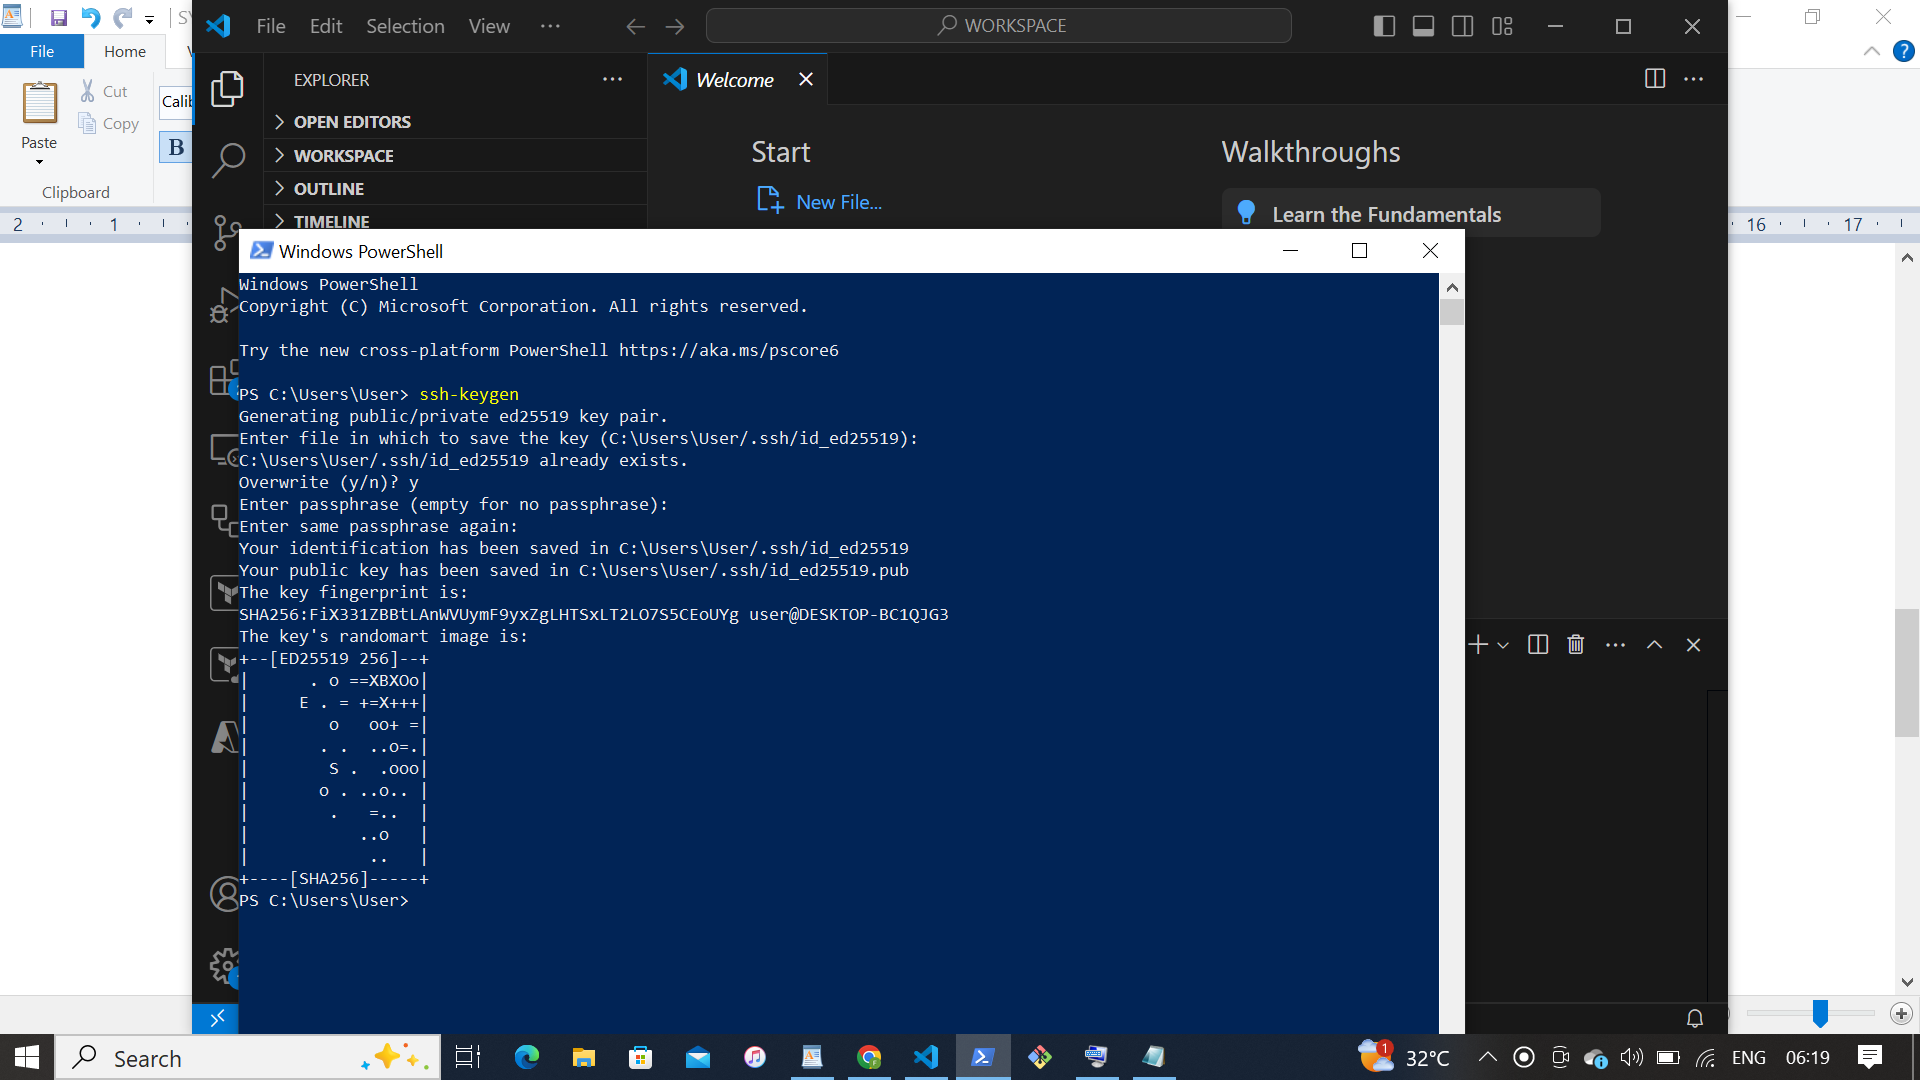 File
Edit
Selection
View
WORKSPACE
File
Home
Paste
Cut
Copy
Clipboard
B
EXPLORER
OPEN EDITORS
WORKSPACE
OUTLINE
TIMELINE
Welcome
Start
New File...
Walkthroughs
Learn the Fundamentals
2 1
16 17
Windows PowerShell
Windows PowerShell
Copyright (C) Microsoft Corporation. All rights reserved.
Try the new cross-platform PowerShell https://aka.ms/pscore6
PS C:\Users\User> ssh-keygen
Generating public/private ed25519 key pair.
Enter file in which to save the key (C:\Users\User/.ssh/id_ed25519):
C:\Users\User/.ssh/id_ed25519 already exists.
Overwrite (y/n)? y
Enter passphrase (empty for no passphrase):
Enter same passphrase again:
Your identification has been saved in C:\Users\User/.ssh/id_ed25519
Your public key has been saved in C:\Users\User/.ssh/id_ed25519.pub
The key fingerprint is:
SHA256:FiX331ZBBtLAnWVUymF9yxZgLHTSxLT2LO7S5CEoUYg user@DESKTOP-BC1QJG3
The key's randomart image is:
+--[ED25519 256]--+
|      . o ==XBXOo|
|     E . = +=X+++|
|        o   oo+ =|
|       . .  ..o=.|
|        S .  .ooo|
|       o . ..o.. |
|        .   =..  |
|           ..o   |
|            ..   |
+----[SHA256]-----+
PS C:\Users\User>
Search
1
32°C
ENG
06:19